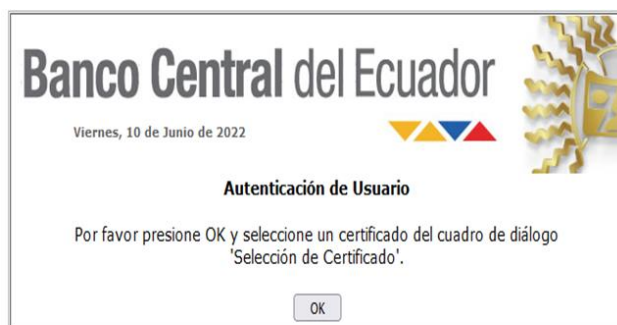 Banco Central del Ecuador
Viernes, 10 de Junio de 2022
Autenticación de Usuario
Por favor presione OK y seleccione un certificado del cuadro de diálogo
'Selección de Certificado'.
OK